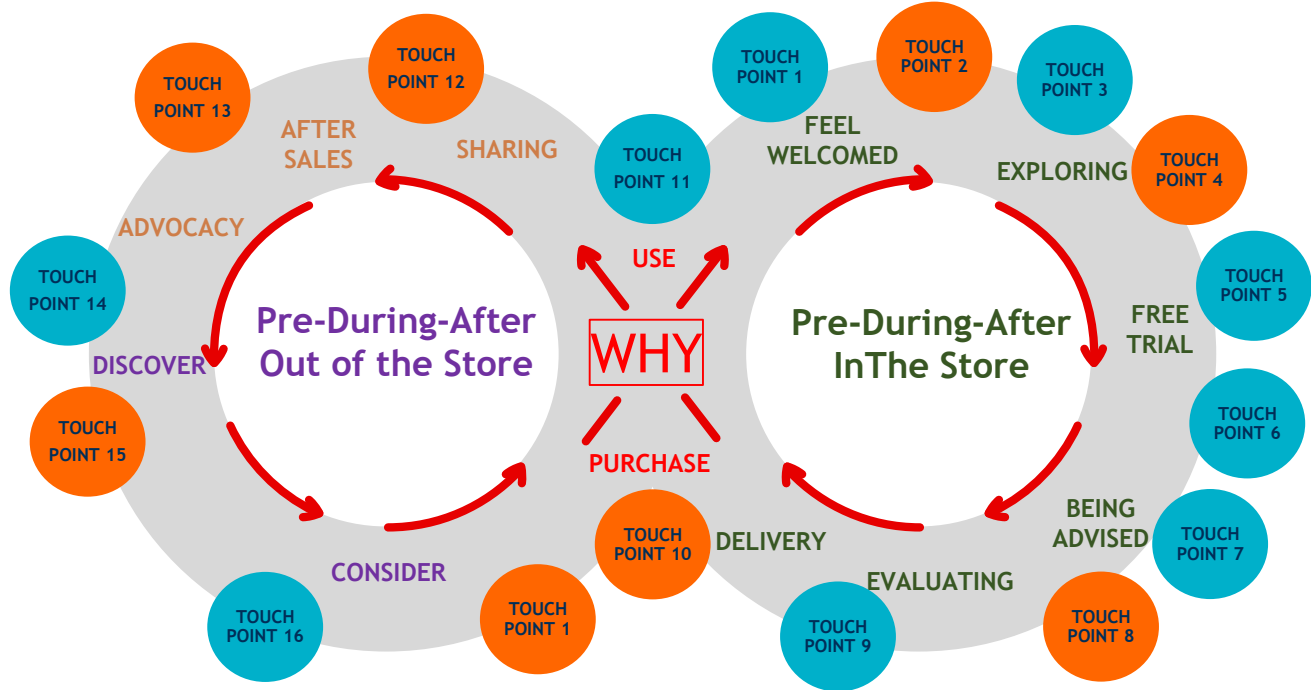 TOUCH
POINT 1
TOUCH
POINT 2
TOUCH
POINT 3
TOUCH
POINT 4
TOUCH
POINT 5
TOUCH
POINT 6
TOUCH
POINT 7
TOUCH
POINT 8
TOUCH
POINT 9
TOUCH
POINT 10
TOUCH
POINT 11
TOUCH
POINT 12
TOUCH
POINT 13
TOUCH
POINT 14
TOUCH
POINT 15
TOUCH
POINT 16
TOUCH
POINT 1
AFTER
SALES
SHARING
ADVOCACY
DISCOVER
CONSIDER
Pre-During-After
Out of the Store
USE
WHY
PURCHASE
FEEL
WELCOMED
EXPLORING
FREE
TRIAL
BEING
ADVISED
EVALUATING
DELIVERY
Pre-During-After
InThe Store